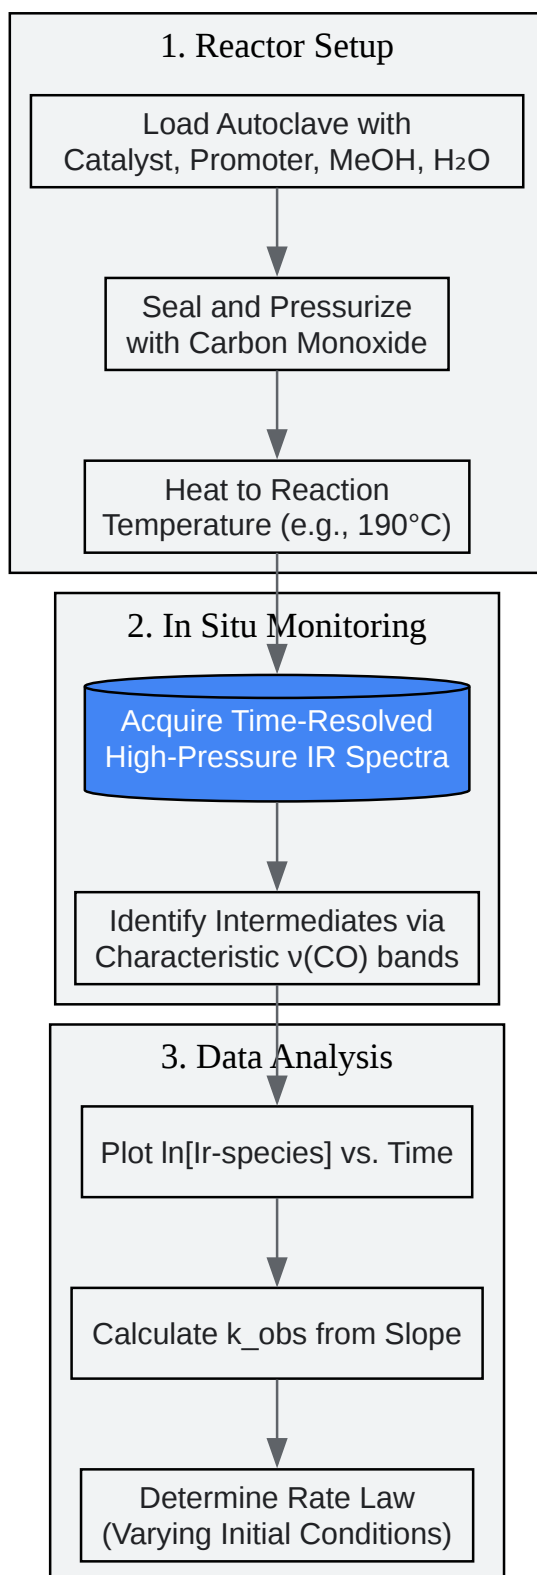 1. Reactor Setup
Load Autoclave with
Catalyst, Promoter, MeOH, H₂O
Seal and Pressurize
with Carbon Monoxide
Heat to Reaction
Temperature (e.g., 190°C)
2. In Situ Monitoring
Acquire Time-Resolved
High-Pressure IR Spectra
Identify Intermediates via
Characteristic ν(CO) bands
3. Data Analysis
Plot ln[Ir-species] vs. Time
Calculate k_obs from Slope
Determine Rate Law
(Varying Initial Conditions)